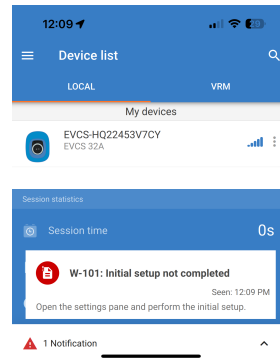 12:09
29
Device list
LOCAL
VRM
My devices
EVCS-HQ22453V7CY
EVCS 32A
Session statistics
Session time
0s
W-101: Initial setup not completed
Seen: 12:09 PM
Open the settings pane and perform the initial setup.
1 Notification